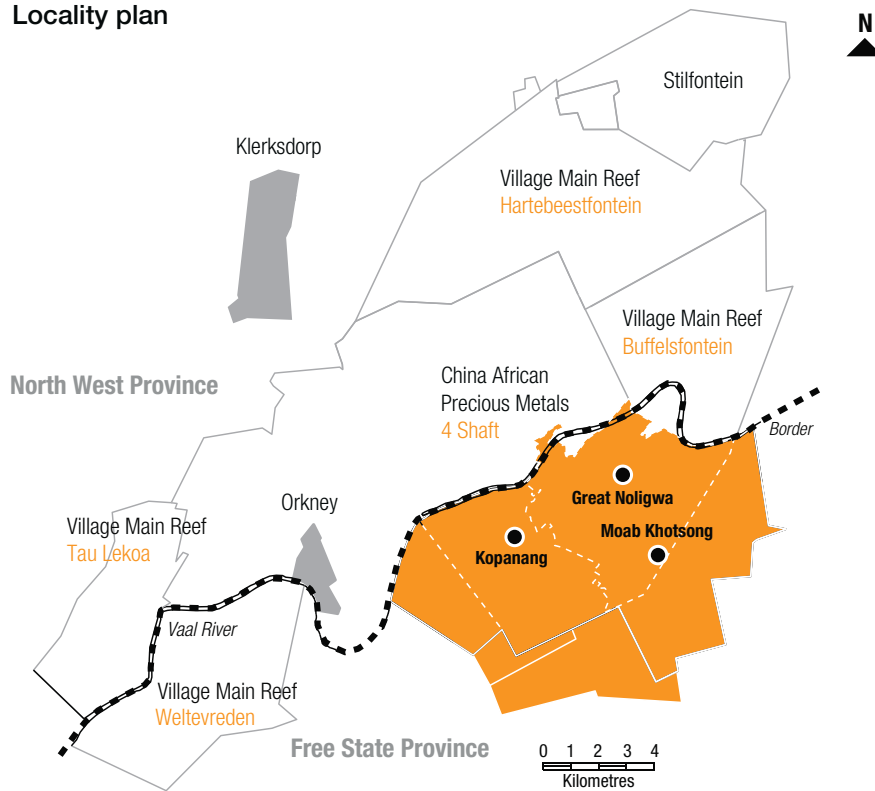 Locality plan
N
Stilfontein
Klerksdorp
Village Main Reef
Hartebeestfontein
Village Main Reef
Buffelsfontein
North West Province
China African
Precious Metals
4 Shaft
Border
Great Noligwa
Orkney
Village Main Reef
Tau Lekoa
Moab Khotsong
Kopanang
Vaal River
Village Main Reef
Weltevreden
Free State Province
0 1 2 3 4
Kilometres